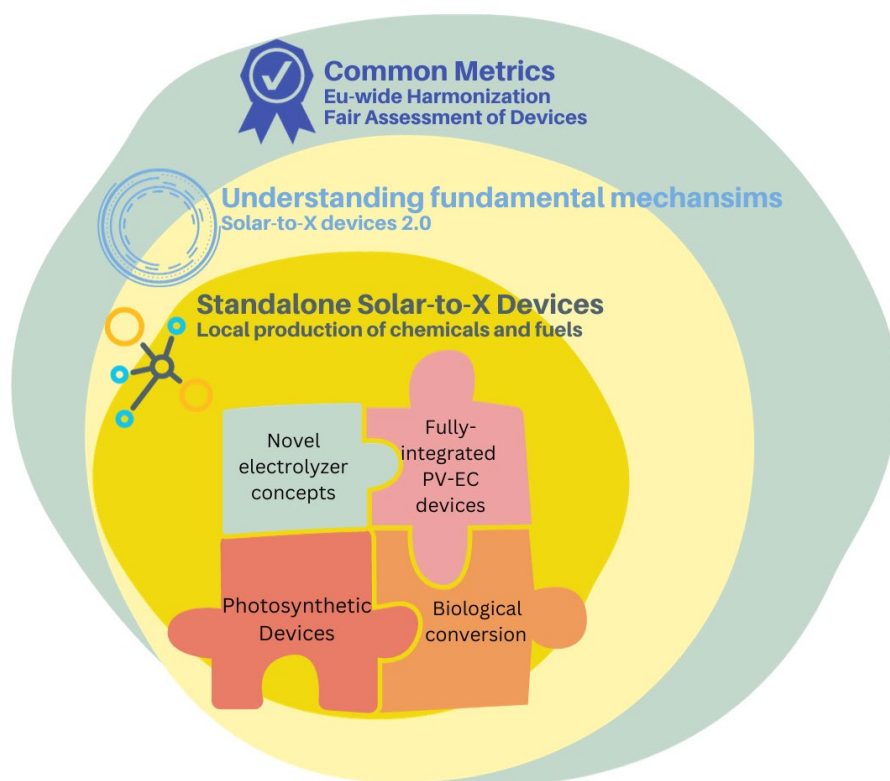 Common Metrics
Eu-wide Harmonization
Fair Assessment of Devices
Understanding fundamental mechansims
Solar-to-X devices 2.0
Standalone Solar-to-X Devices
Local production of chemicals and fuels
Novel
electrolyzer
concepts
Fully-
integrated
PV-EC
devices
Photosynthetic
Devices
Biological
conversion